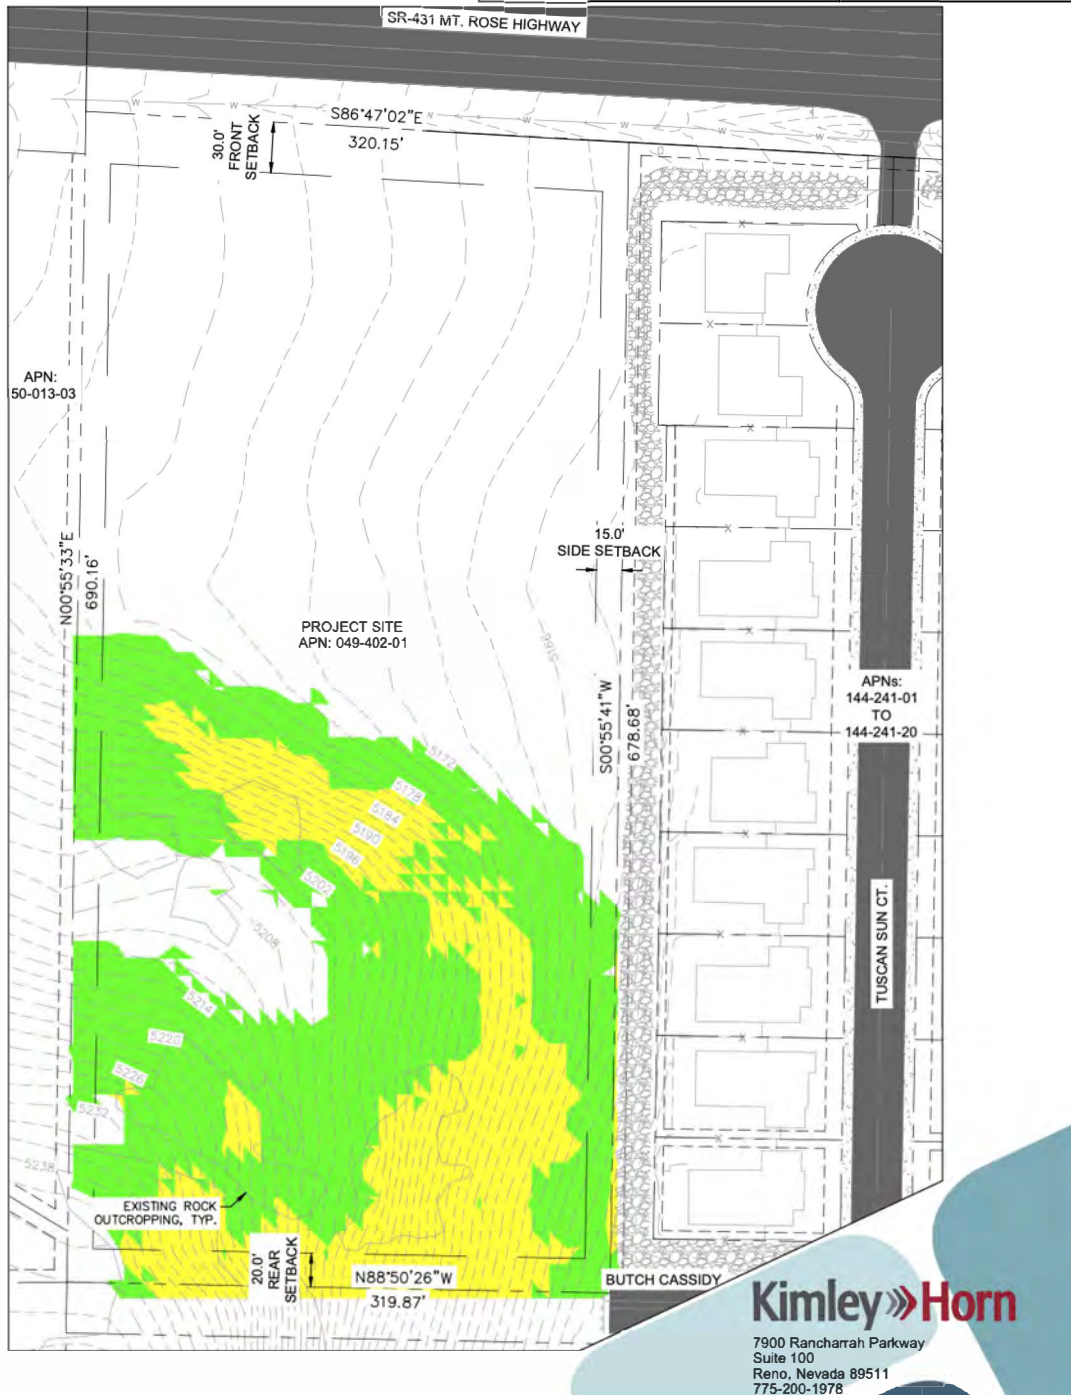 SR-431 MT. ROSE HIGHWAY
W
W
W
W
W
W
S86°47'02"E
320.15'
30.0'
FRONT
SETBACK
APN:
50-013-03
N00°55'33"E
690.16'
15.0'
SIDE SETBACK
PROJECT SITE
APN: 049-402-01
5166
S00°55'41"W
678.68'
APNs:
144-241-01
TO
144-241-20
5172
5178
5184
5190
5196
5202
5208
5214
5220
5226
5232
5238
TUSCAN SUN CT.
X
X
X
X
X
X
X
X
X
X
X
EXISTING ROCK
OUTCROPPING, TYP.
20.0'
REAR
SETBACK
N88°50'26"W
319.87'
BUTCH CASSIDY
Kimley»Horn
7900 Rancharrah Parkway
Suite 100
Reno, Nevada 89511
775-200-1978